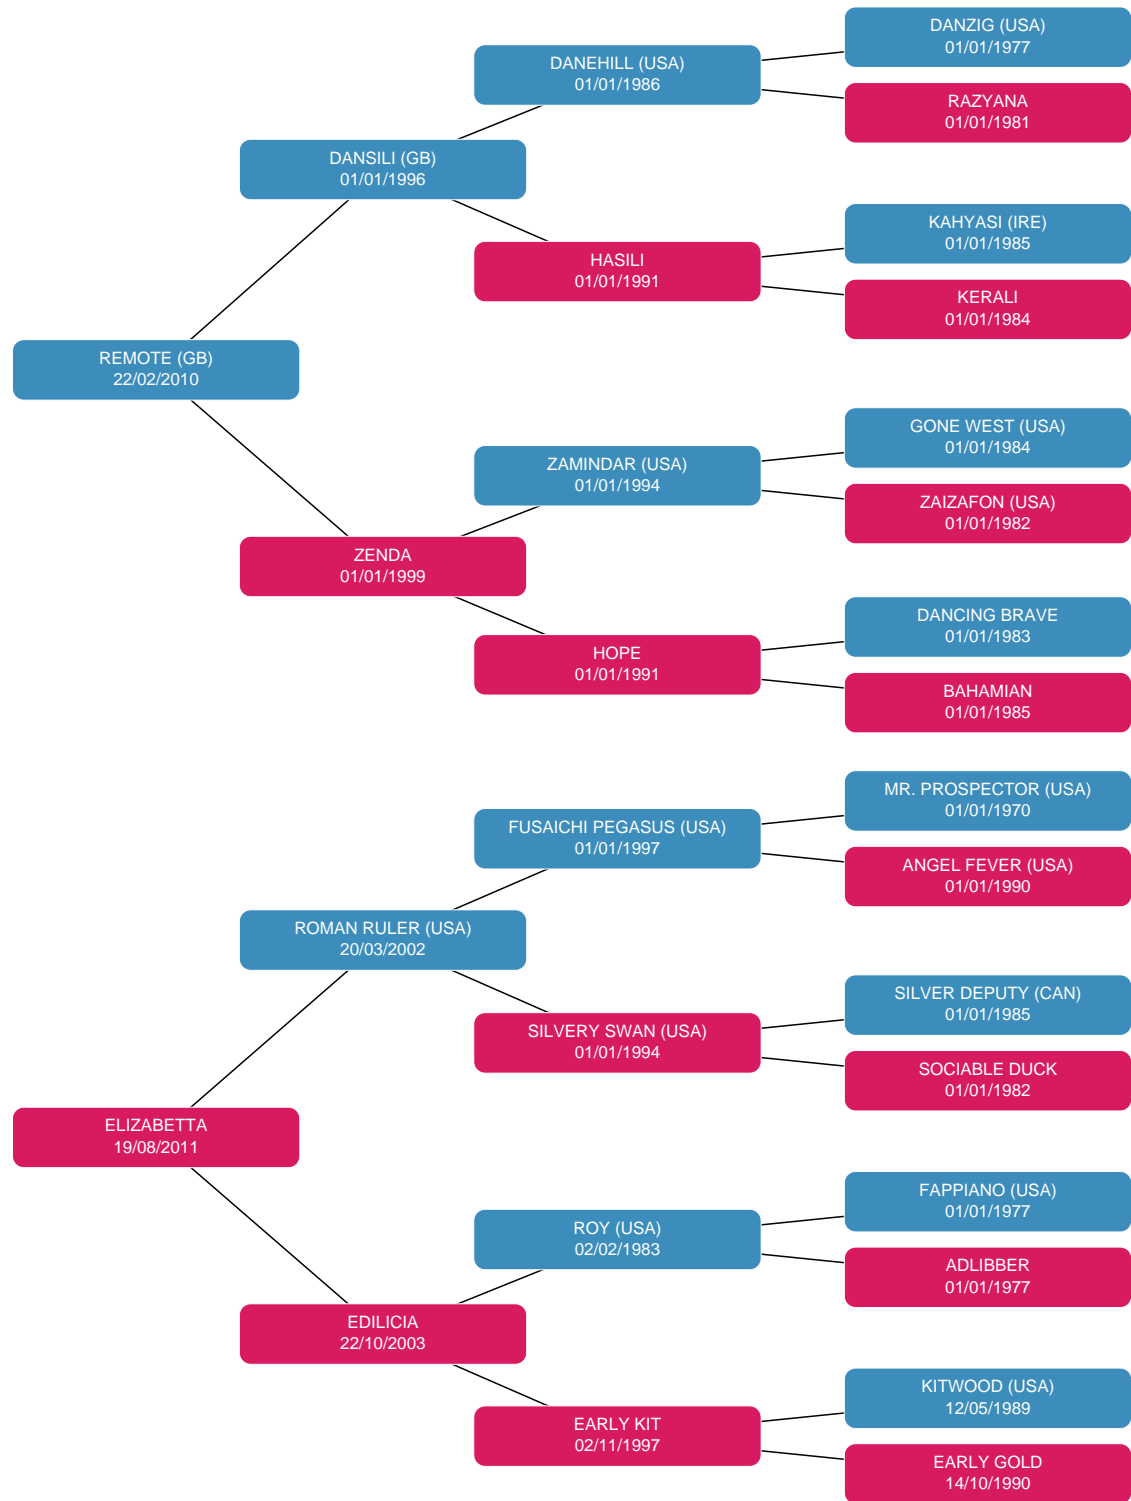 DANZIG (USA)
01/01/1977
DANEHILL (USA)
01/01/1986
RAZYANA
01/01/1981
DANSILI (GB)
01/01/1996
KAHYASI (IRE)
01/01/1985
HASILI
01/01/1991
KERALI
01/01/1984
REMOTE (GB)
22/02/2010
GONE WEST (USA)
01/01/1984
ZAMINDAR (USA)
01/01/1994
ZAIZAFON (USA)
01/01/1982
ZENDA
01/01/1999
DANCING BRAVE
01/01/1983
HOPE
01/01/1991
BAHAMIAN
01/01/1985
MR. PROSPECTOR (USA)
01/01/1970
FUSAICHI PEGASUS (USA)
01/01/1997
ANGEL FEVER (USA)
01/01/1990
ROMAN RULER (USA)
20/03/2002
SILVER DEPUTY (CAN)
01/01/1985
SILVERY SWAN (USA)
01/01/1994
SOCIABLE DUCK
01/01/1982
ELIZABETTA
19/08/2011
FAPPIANO (USA)
01/01/1977
ROY (USA)
02/02/1983
ADLIBBER
01/01/1977
EDILICIA
22/10/2003
KITWOOD (USA)
12/05/1989
EARLY KIT
02/11/1997
EARLY GOLD
14/10/1990